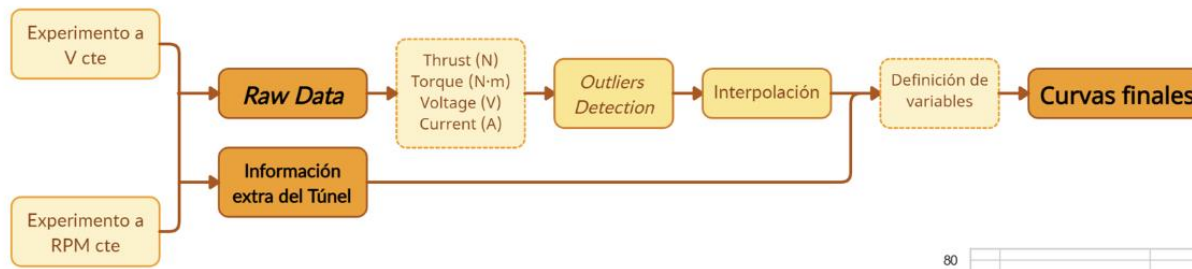 Experimento a
V cte
Raw Data
Thrust (N)
Torque (N·m)
Voltage (V)
Current (A)
Outliers
Detection
Interpolación
Definición de
variables
Curvas finales
Información
extra del Túnel
Experimento a
RPM cte
80